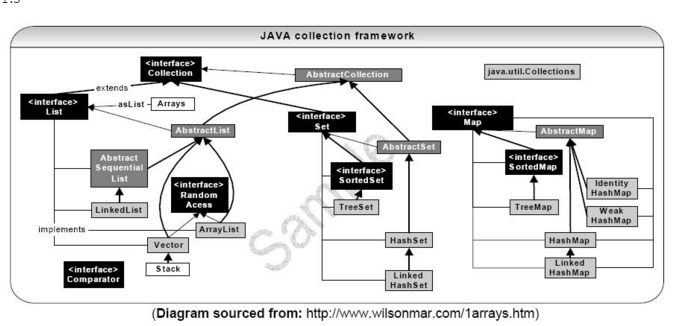 JAVA collection framework
<interface>
Collection
AbstractCollection
java.util.Collections
extends
<interface>
List
asList
Arrays
AbstractList
<interface>
Set
<interface>
Map
AbstractMap
Abstract
Sequential
List
AbstractSet
<interface>
SortedSet
<interface>
SortedMap
<interface>
Random
Acess
Identity
HashMap
LinkedList
TreeSet
TreeMap
Weak
HashMap
implements
ArrayList
Vector
HashSet
HashMap
Stack
<interface>
Comparator
Linked
HashSet
Linked
HashMap
Sample
(Diagram sourced from: http://www.wilsonmar.com/1arrays.htm)